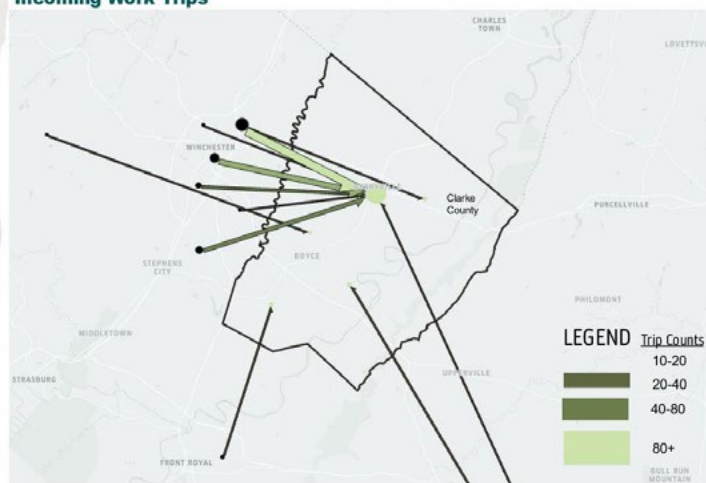 Incoming Work Trips
CHARLES
TOWN
LOVETTSV
WINCHESTER
Clarke
County
PURCELLVILLE
BOYCE
STEPHENS
CITY
PHILOMONT
MIDDLETOWN
LEGEND Trip Counts
10-20
STRASBURG
UPPERVILLE
20-40
40-80
80+
FRONT ROYAL
BULL RUN
MOUNTAIN